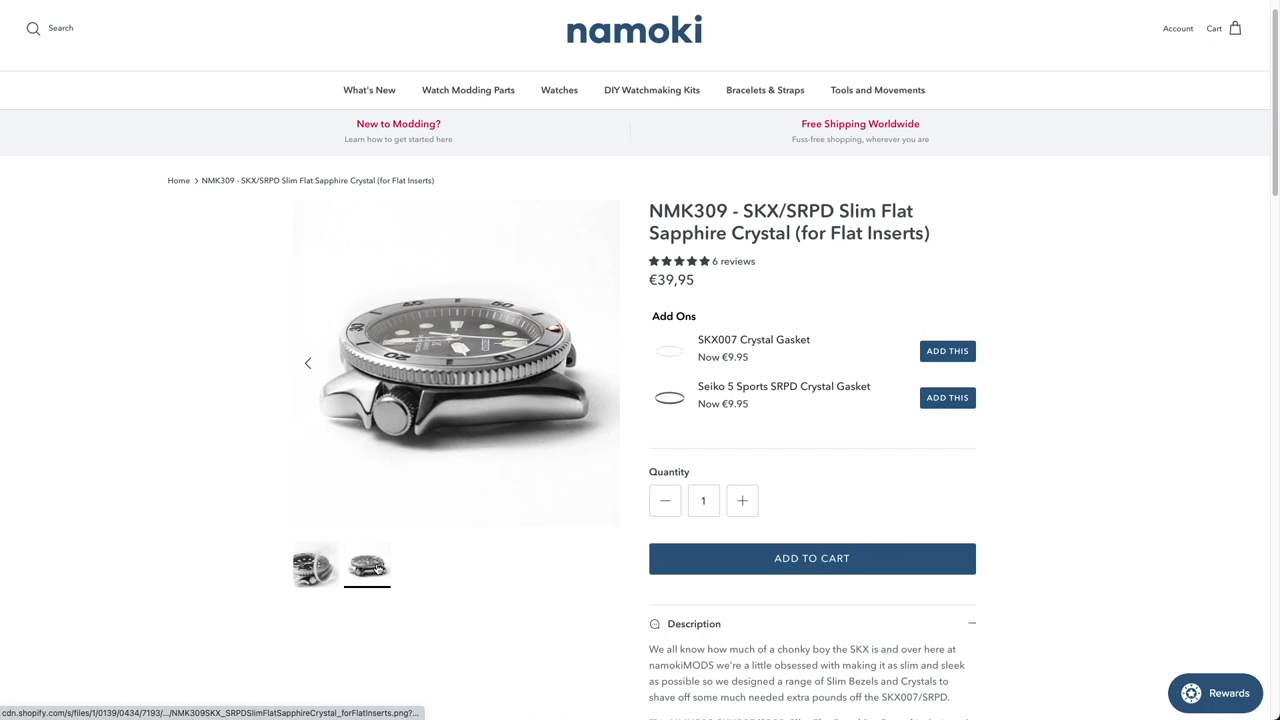 Search
namoki
Account
Cart
What's New
Watch Modding Parts
Watches
DIY Watchmaking Kits
Bracelets & Straps
Tools and Movements
New to Modding?
Learn how to get started here
Free Shipping Worldwide
Fuss-free shopping, wherever you are
Home > NMK309 - SKX/SRPD Slim Flat Sapphire Crystal (for Flat Inserts)
NMK309 - SKX/SRPD Slim Flat
Sapphire Crystal (for Flat Inserts)
6 reviews
€39,95
Add Ons
SKX007 Crystal Gasket
Now €9.95
ADD THIS
Seiko 5 Sports SRPD Crystal Gasket
Now €9.95
ADD THIS
Quantity
1
ADD TO CART
Description
We all know how much of a chonky boy the SKX is and over here at
namokiMODS we're a little obsessed with making it as slim and sleek
as possible so we designed a range of Slim Bezels and Crystals to
shave off some much needed extra pounds off the SKX007/SRPD.
Rewards
cdn.shopify.com/s/files/1/0139/0434/7193/.../NMK309SKX_SRPDSlimFlatSapphireCrystal_forFlatInserts.png?...